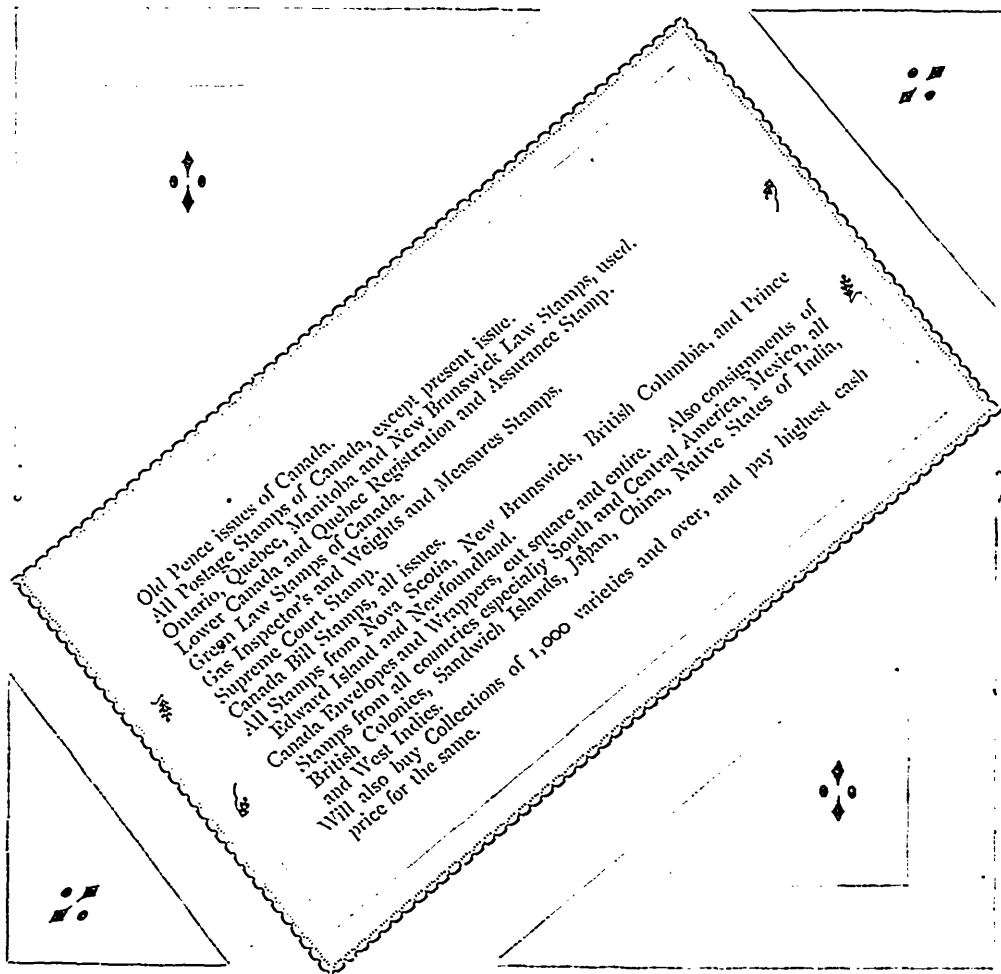 Old Pence issues of Canada.
All Postage Stamps of Canada, except present issue.
Ontario, Quebec, Manitoba and New Brunswick Law Stamps, used.
Lower Canada and Quebec Registration and Assurance Stamp.
Green Law Stamps of Canada.
Gas Inspector's and Weights and Measures Stamps.
Supreme Court Stamp.
Canada Bill Stamps, all issues.
All Stamps from Nova Scotia, New Brunswick, British Columbia, and Prince
Edward Island and Newfoundland.
Canada Envelopes and Wrappers, cut square and entire. Also consignments of
Stamps from all countries especially South and Central America, Mexico, all
British Colonies, Sandwich Islands, Japan, China, Native States of India,
and West Indies.
Will also buy Collections of 1,000 varieties and over, and pay highest cash
price for the same.